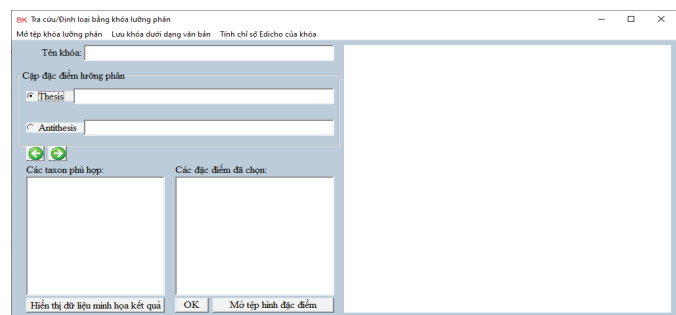 BK Tra cứu/Định loại bằng khóa lưỡng phân
Mở tệp khóa lưỡng phân Lưu khóa dưới dạng văn bản Tính chỉ số Edicho của khóa
Tên khóa:
Cặp đặc điểm lưỡng phân
Thesis
Antithesis
Các taxon phù hợp: Các đặc điểm đã chọn:
Hiển thị dữ liệu minh họa kết quả OK Mở tệp hình đặc điểm